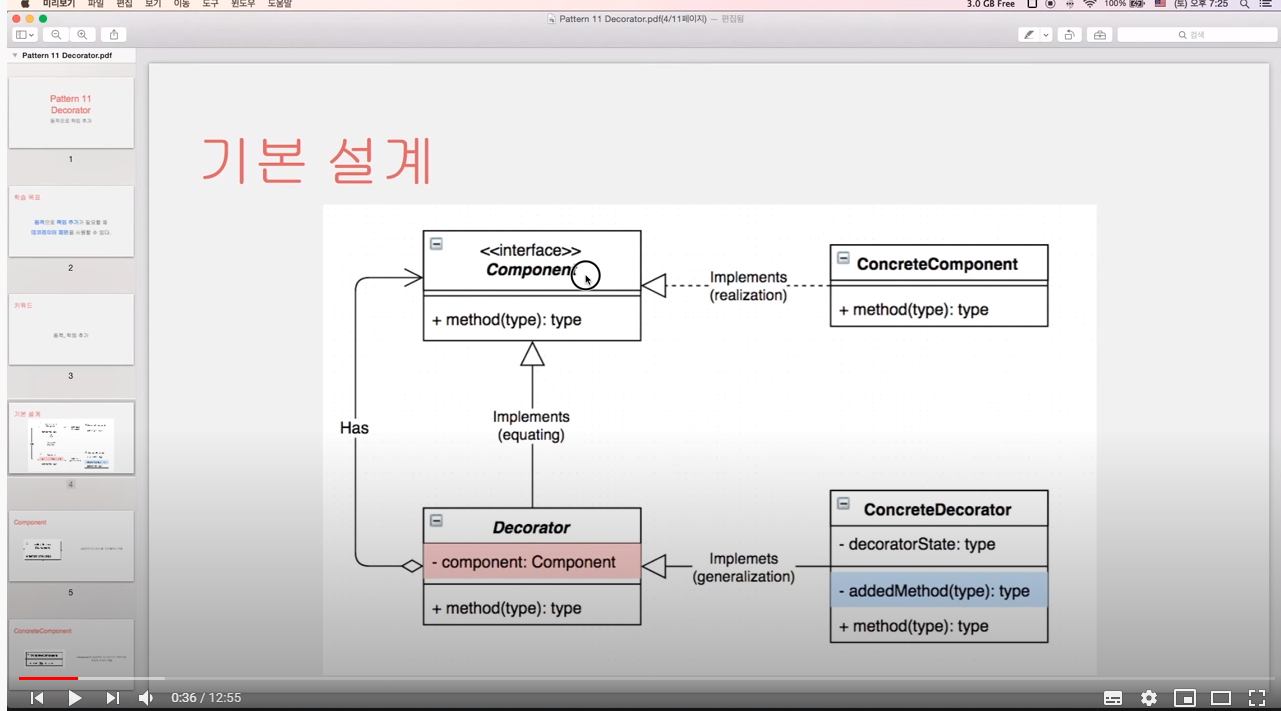 미리보기 파일 편집 보기 이동 도구 윈도우 도움말
3.0 GB Free 100% (토) 오후 7:25
Pattern 11 Decorator.pdf(4/11페이지) — 편집됨
검색
Pattern 11 Decorator.pdf
Pattern 11
Decorator
동적으로 책임 추가
1
학습 목표
동적으로 책임 추가가 필요할 때
데코레이터 패턴을 사용할 수 있다.
2
키워드
동적, 책임 추가
3
기본 설계
4
Component
5
ConcreteComponent
기본 설계
<<interface>>
Component
+ method(type): type
Implements
(realization)
ConcreteComponent
+ method(type): type
Has
Implements
(equating)
Decorator
- component: Component
+ method(type): type
Implemets
(generalization)
ConcreteDecorator
- decoratorState: type
- addedMethod(type): type
+ method(type): type
0:36 / 12:55